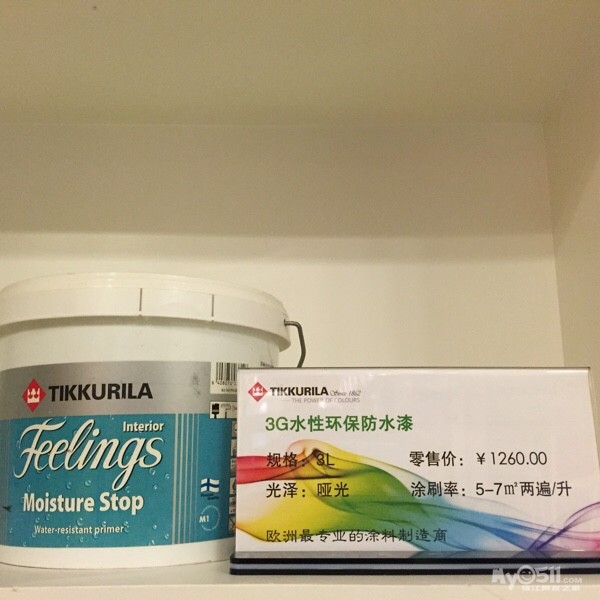 TIKKURILA
Interior
Feelings
Moisture Stop
Water-resistant primer
M1
TIKKURILA
THE POWER OF COLOURS
3G水性环保防水漆
规格：3L
零售价：￥1260.00
光泽：哑光
涂刷率：5-7㎡两遍/升
欧洲最专业的涂料制造商